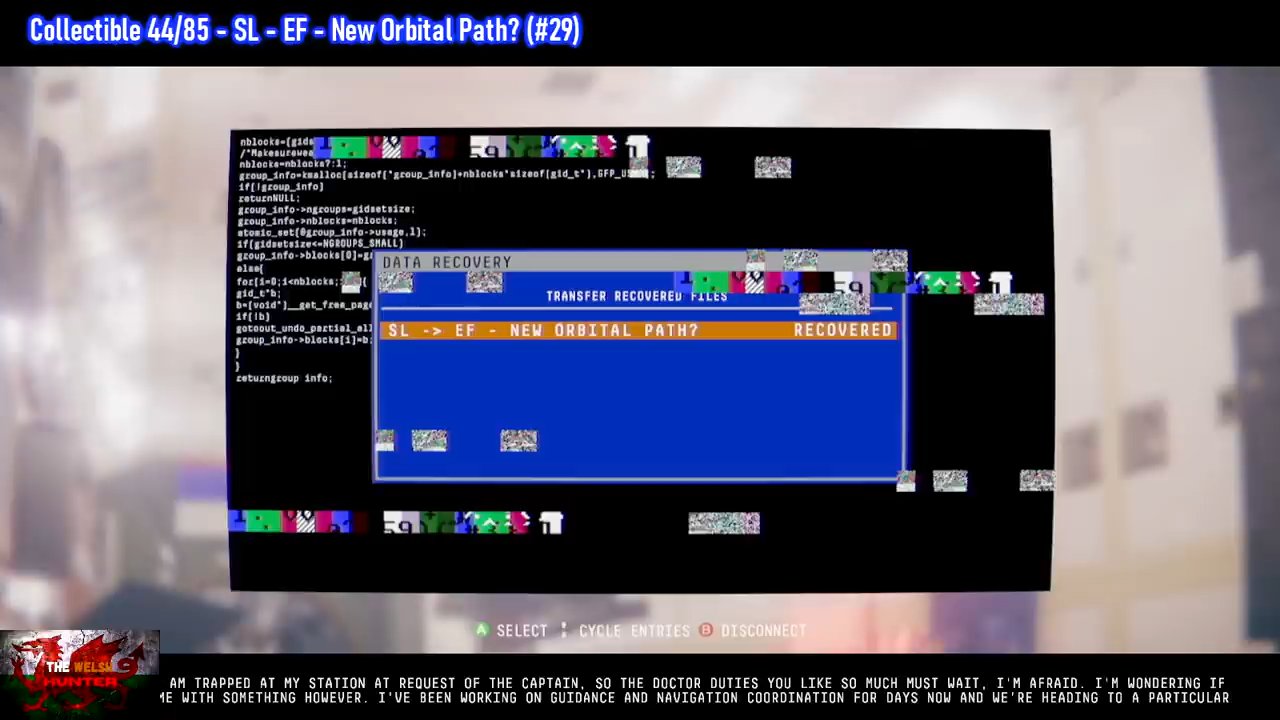 Collectible 44/85 - SL - EF - New Orbital Path? (#29)
nblocks=(gids
/*Makesurewea
nblocks=nblocks?:1;
group_info=kmalloc(sizeof(*group_info)+nblocks*sizeof(gid_t*),GFP_US
if(!group_info)
returnNULL;
group_info->ngroups=gidsetsize;
group_info->nblocks=nblocks;
atomic_set(@group_info->usage,1);
if(gidsetsize<=NGROUPS_SMALL)
group_info->blocks[0]=g
DATA RECOVERY
else{
for(i=0;i<nblocks;
gid_t*b;
TRANSFER RECOVERED FILES
b=(void*)__get_free_page
if(!b)
gotoout_undo_partial_all
SL -> EF - NEW ORBITAL PATH? RECOVERED
group_info->blocks[i]=b;
}
}
returngroup info;
A SELECT CYCLE ENTRIES B DISCONNECT
THE WELSH HUNTER
AM TRAPPED AT MY STATION AT REQUEST OF THE CAPTAIN, SO THE DOCTOR DUTIES YOU LIKE SO MUCH MUST WAIT, I'M AFRAID. I'M WONDERING IF
ME WITH SOMETHING HOWEVER. I'VE BEEN WORKING ON GUIDANCE AND NAVIGATION COORDINATION FOR DAYS NOW AND WE'RE HEADING TO A PARTICULAR